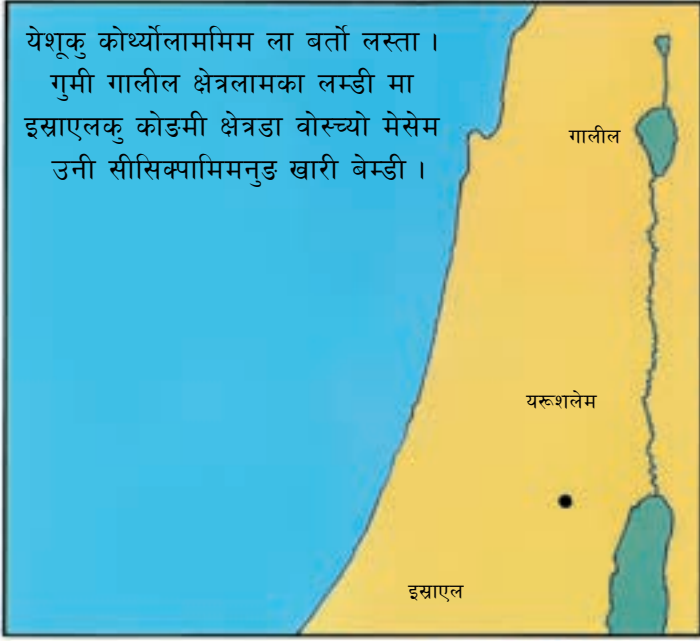 येशूकु कोर्थ्योलाममिम ला बर्तो लस्ता ।
गुमी गालील क्षेत्रलामका लम्डी मा
इस्राएलकु कोङमी क्षेत्रडा वोस्च्यो मेसेम
उनी सीसिक्पामिमनुङ खारी बेम्डी ।
गालील
यरूशलेम
इस्राएल